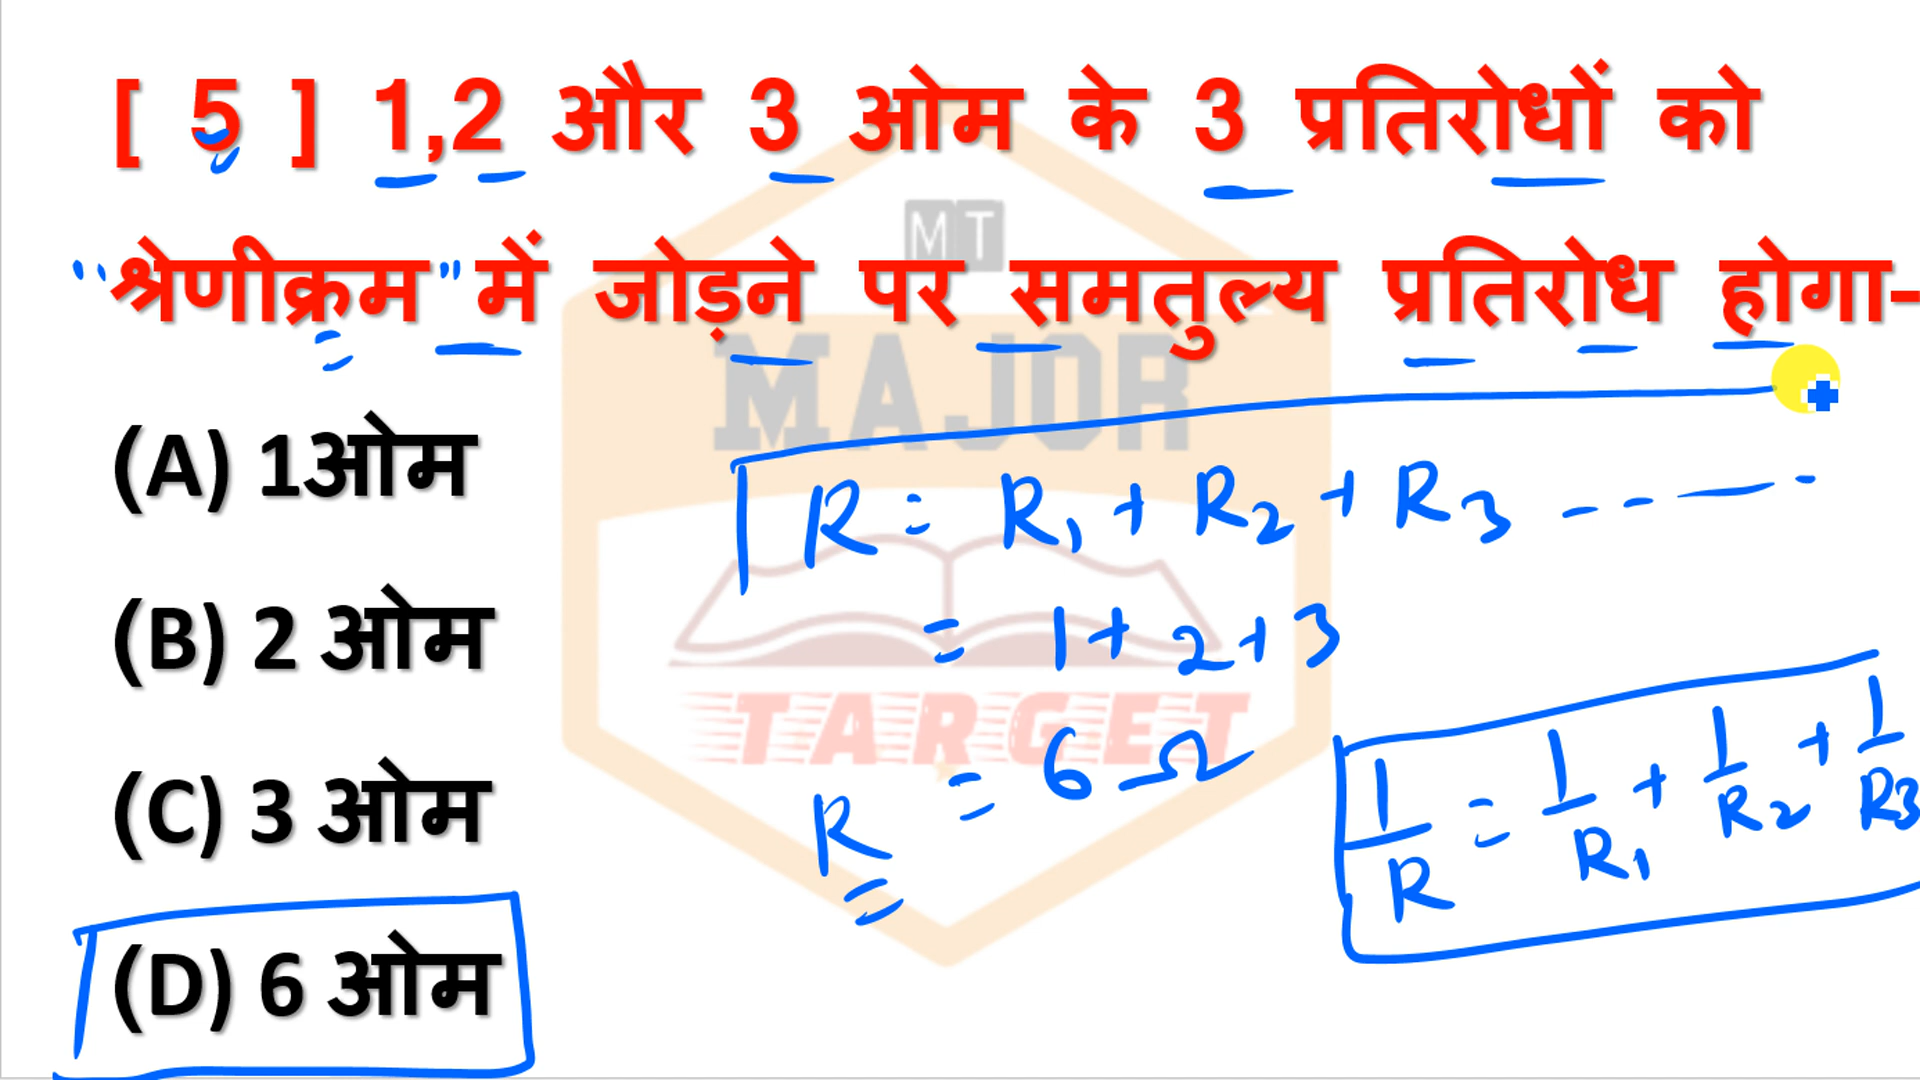 [ 5 ] 1,2 और 3 ओम के 3 प्रतिरोधों को
"श्रेणीक्रम" में जोड़ने पर समतुल्य प्रतिरोध होगा-
(A) 1ओम
(B) 2 ओम
(C) 3 ओम
(D) 6 ओम
R = R₁ + R₂ + R₃ -----.
= 1+2+3
R = 6 Ω
1/R = 1/R₁ + 1/R₂ + 1/R₃
MT
MAJOR
TARGET